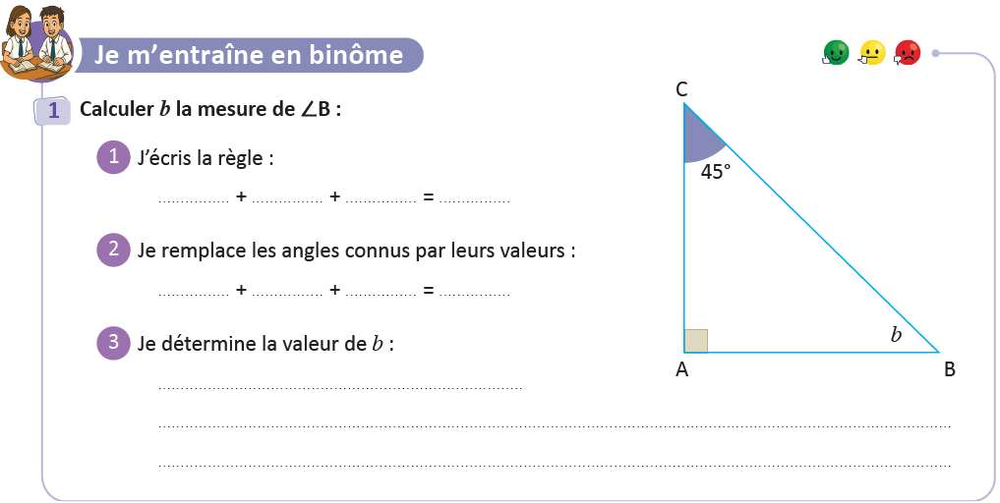 Je m’entraîne en binôme
1 Calculer b la mesure de ∠B :
1 J’écris la règle :
............... + ............... + ............... = ...............
2 Je remplace les angles connus par leurs valeurs :
............... + ............... + ............... = ...............
3 Je détermine la valeur de b :
C
45°
b
A
B